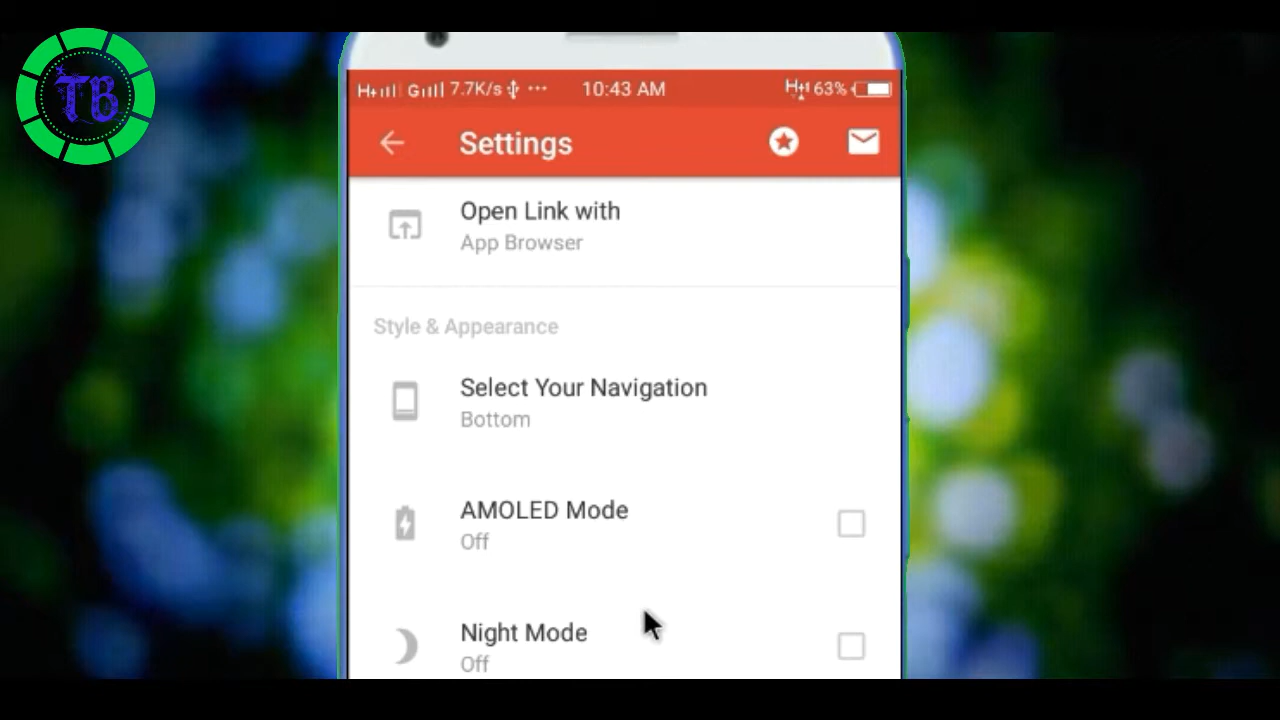 TB
7.7K/s ... 10:43 AM 63%
Settings
Open Link with
App Browser
Style & Appearance
Select Your Navigation
Bottom
AMOLED Mode
Off
Night Mode
Off